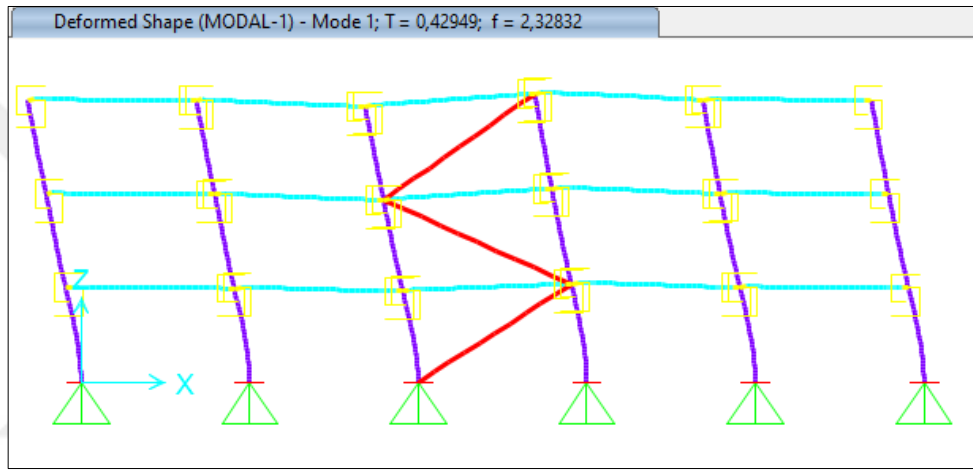 Deformed Shape (MODAL-1) - Mode 1; T = 0,42949; f = 2,32832
Z
X